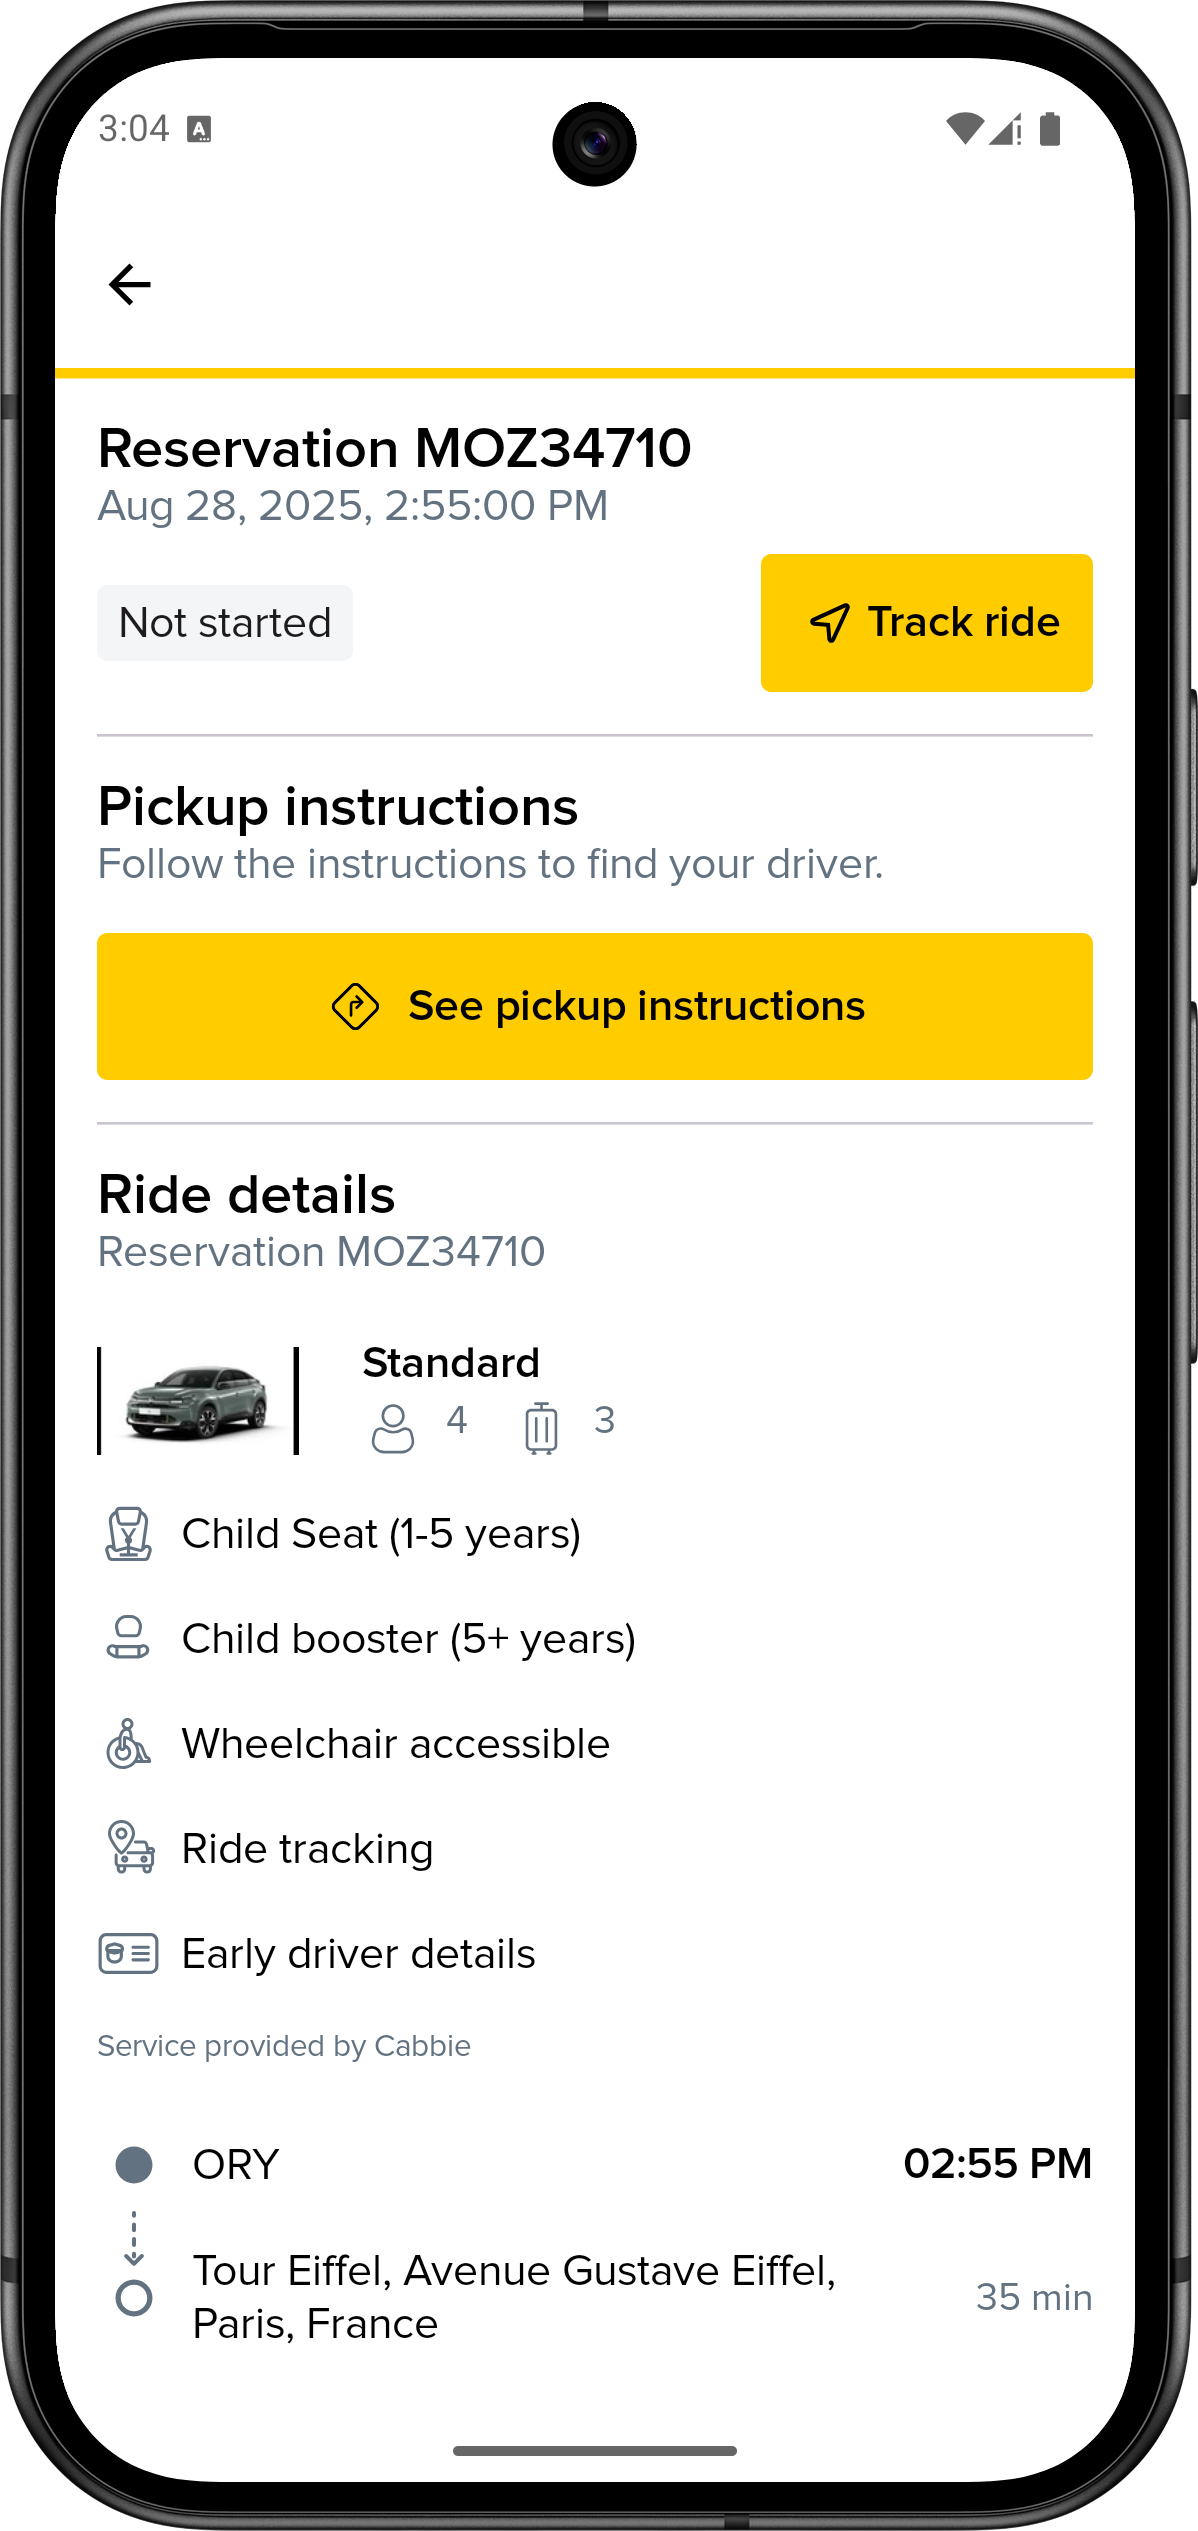 3:04
Reservation MOZ34710
Aug 28, 2025, 2:55:00 PM
Not started
Track ride
Pickup instructions
Follow the instructions to find your driver.
See pickup instructions
Ride details
Reservation MOZ34710
Standard
4 3
Child Seat (1-5 years)
Child booster (5+ years)
Wheelchair accessible
Ride tracking
Early driver details
Service provided by Cabbie
ORY 02:55 PM
Tour Eiffel, Avenue Gustave Eiffel,
Paris, France
35 min